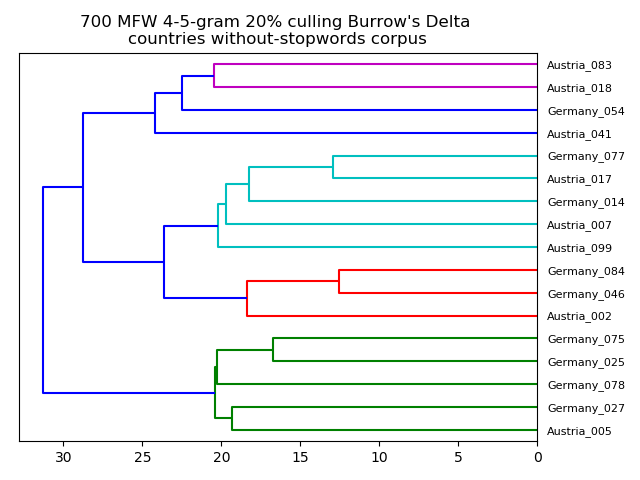 700 MFW 4-5-gram 20% culling Burrow's Delta
countries without-stopwords corpus
Austria_083
Austria_018
Germany_054
Austria_041
Germany_077
Austria_017
Germany_014
Austria_007
Austria_099
Germany_084
Germany_046
Austria_002
Germany_075
Germany_025
Germany_078
Germany_027
Austria_005
30 25 20 15 10 5 0